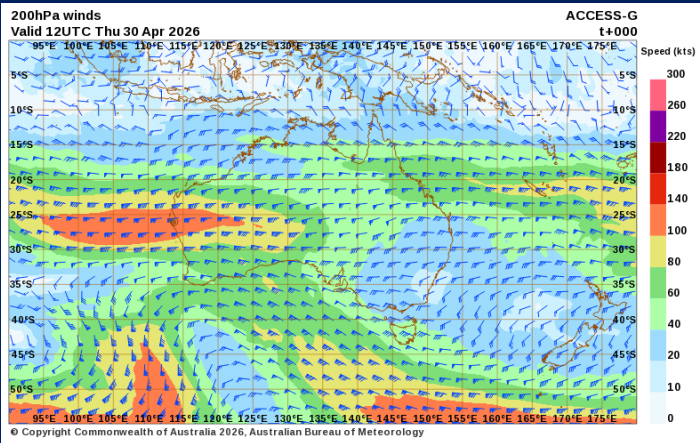 200hPa winds
ACCESS-G
Valid 12UTC Thu 30 Apr 2026
t+000
Speed (kts)
95°E 100°E 105°E 110°E 115°E 120°E 125°E 130°E 135°E 140°E 145°E 150°E 155°E 160°E 165°E 170°E 175°E
300
5°S 5°S
260
10°S 10°S
220
15°S 15°S
180
20°S 20°S
140
25°S 25°S
100
30°S 30°S
80
35°S 35°S
60
40°S 40°S
40
45°S 45°S
20
50°S 50°S
10
95°E 100°E 105°E 110°E 115°E 120°E 125°E 130°E 135°E 140°E 145°E 150°E 155°E 160°E 165°E 170°E 175°E
0
© Copyright Commonwealth of Australia 2026, Australian Bureau of Meteorology